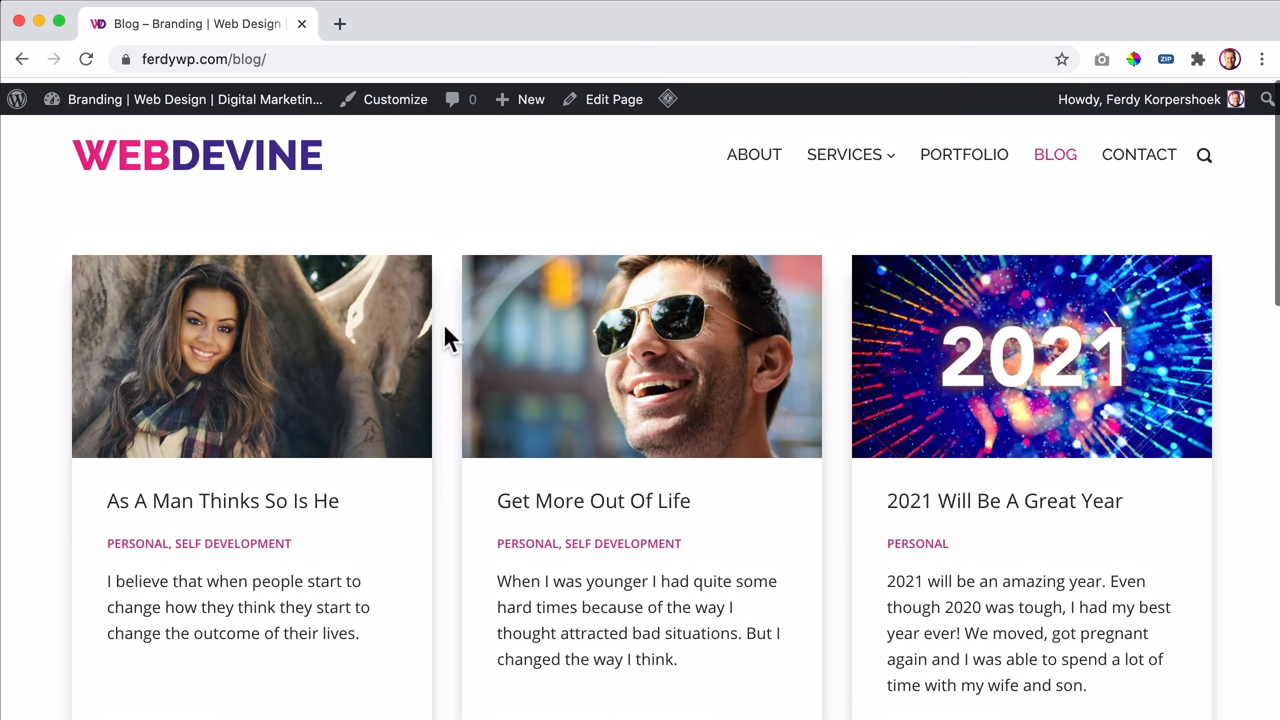 Blog – Branding | Web Design |
ferdywp.com/blog/
ZIP
Branding | Web Design | Digital Marketin... Customize 0 New Edit Page Howdy, Ferdy Korpershoek
WEBDEVINE
ABOUT SERVICES PORTFOLIO BLOG CONTACT
2021
As A Man Thinks So Is He
PERSONAL, SELF DEVELOPMENT
I believe that when people start to
change how they think they start to
change the outcome of their lives.
Get More Out Of Life
PERSONAL, SELF DEVELOPMENT
When I was younger I had quite some
hard times because of the way I
thought attracted bad situations. But I
changed the way I think.
2021 Will Be A Great Year
PERSONAL
2021 will be an amazing year. Even
though 2020 was tough, I had my best
year ever! We moved, got pregnant
again and I was able to spend a lot of
time with my wife and son.